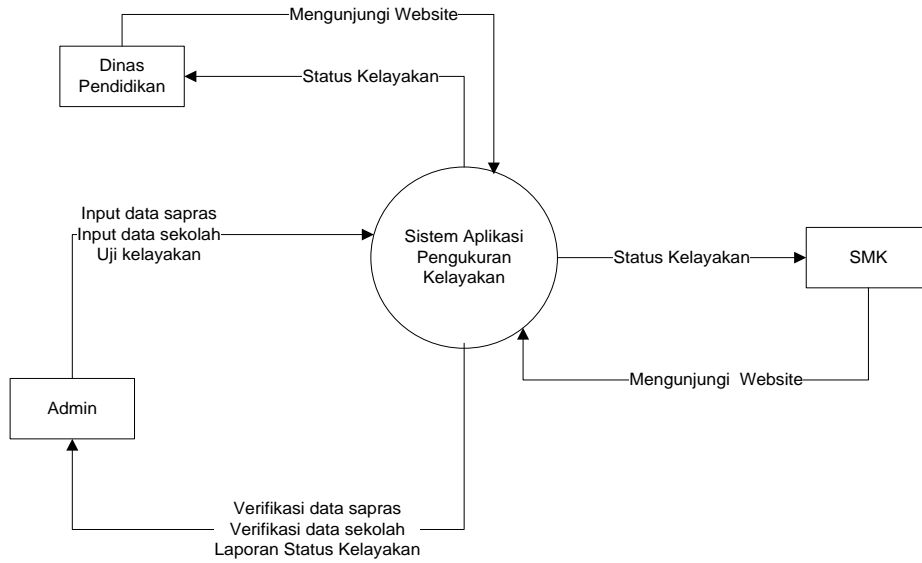 Mengunjungi Website
Dinas
Pendidikan
Status Kelayakan
Input data sapras
Input data sekolah
Uji kelayakan
Sistem Aplikasi
Pengukuran
Kelayakan
Status Kelayakan
SMK
Mengunjungi Website
Admin
Verifikasi data sapras
Verifikasi data sekolah
Laporan Status Kelayakan